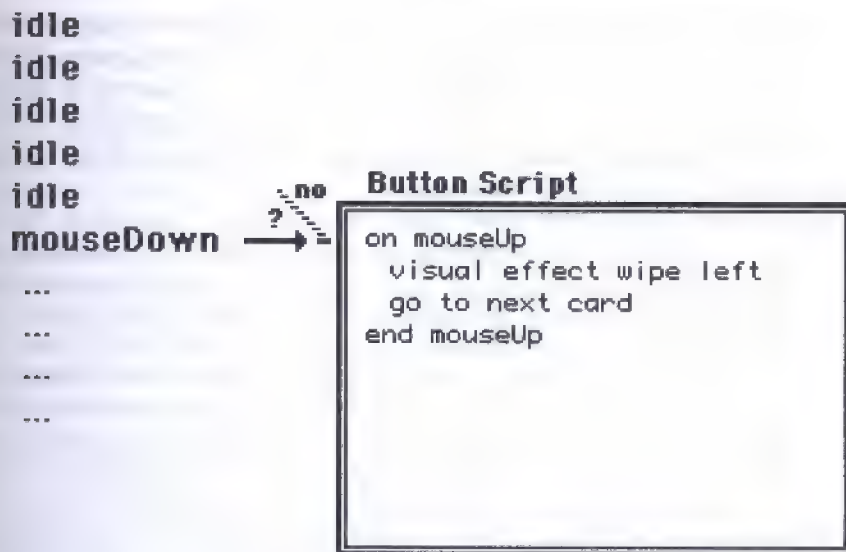 idle
idle
idle
idle
idle
mouseDown
...
...
...
...
? no
Button Script
on mouseUp
visual effect wipe left
go to next card
end mouseUp